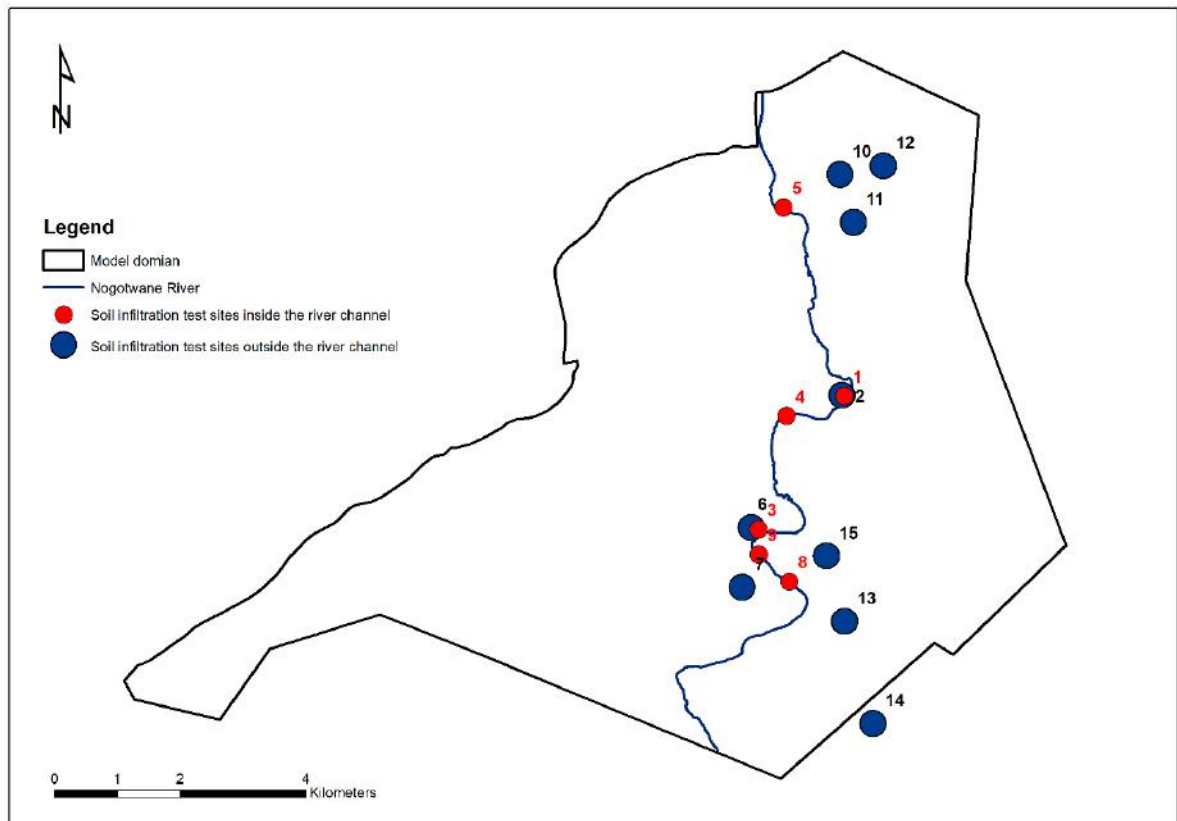 N
10
12
5
11
Legend
Model domian
Nogotwane River
Soil infiltration test sites inside the river channel
Soil infiltration test sites outside the river channel
1
2
4
6
3
9
15
7
8
13
14
0 1 2 4
Kilometers